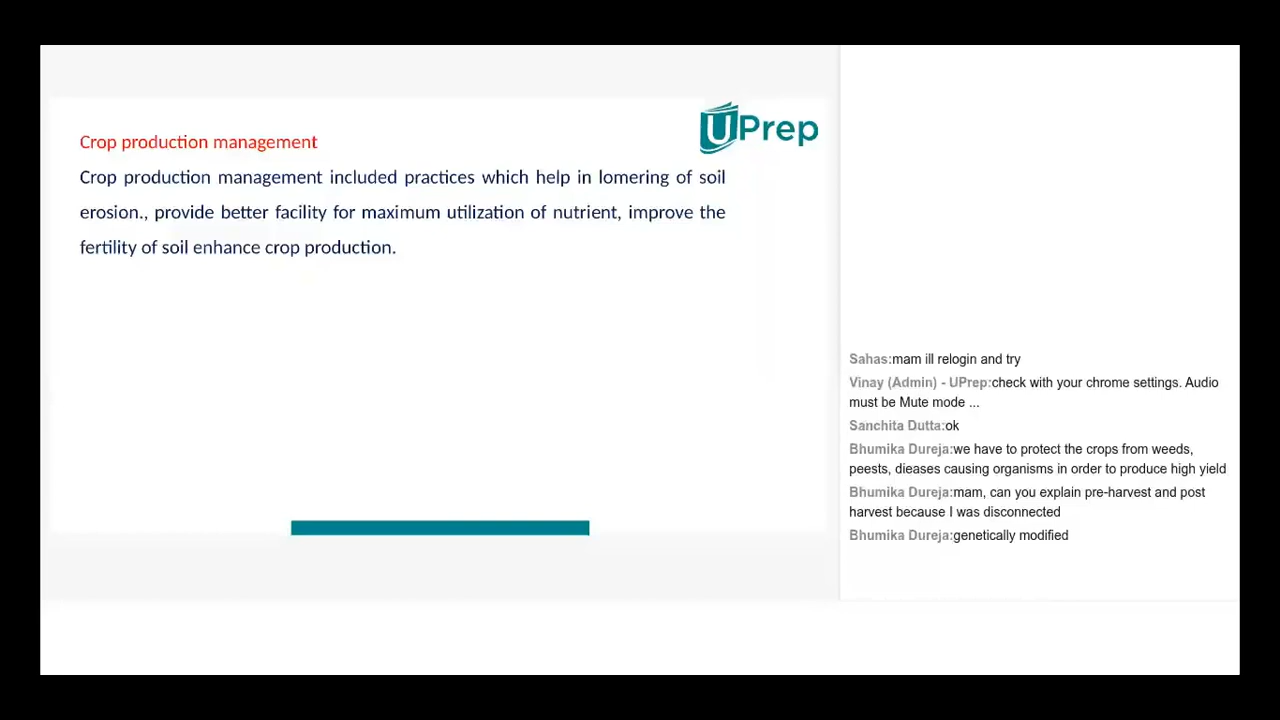 UPrep
Crop production management
Crop production management included practices which help in lomering of soil
erosion., provide better facility for maximum utilization of nutrient, improve the
fertility of soil enhance crop production.
Sahas:mam ill relogin and try
Vinay (Admin) - UPrep:check with your chrome settings. Audio
must be Mute mode ...
Sanchita Dutta:ok
Bhumika Dureja:we have to protect the crops from weeds,
peests, dieases causing organisms in order to produce high yield
Bhumika Dureja:mam, can you explain pre-harvest and post
harvest because I was disconnected
Bhumika Dureja:genetically modified